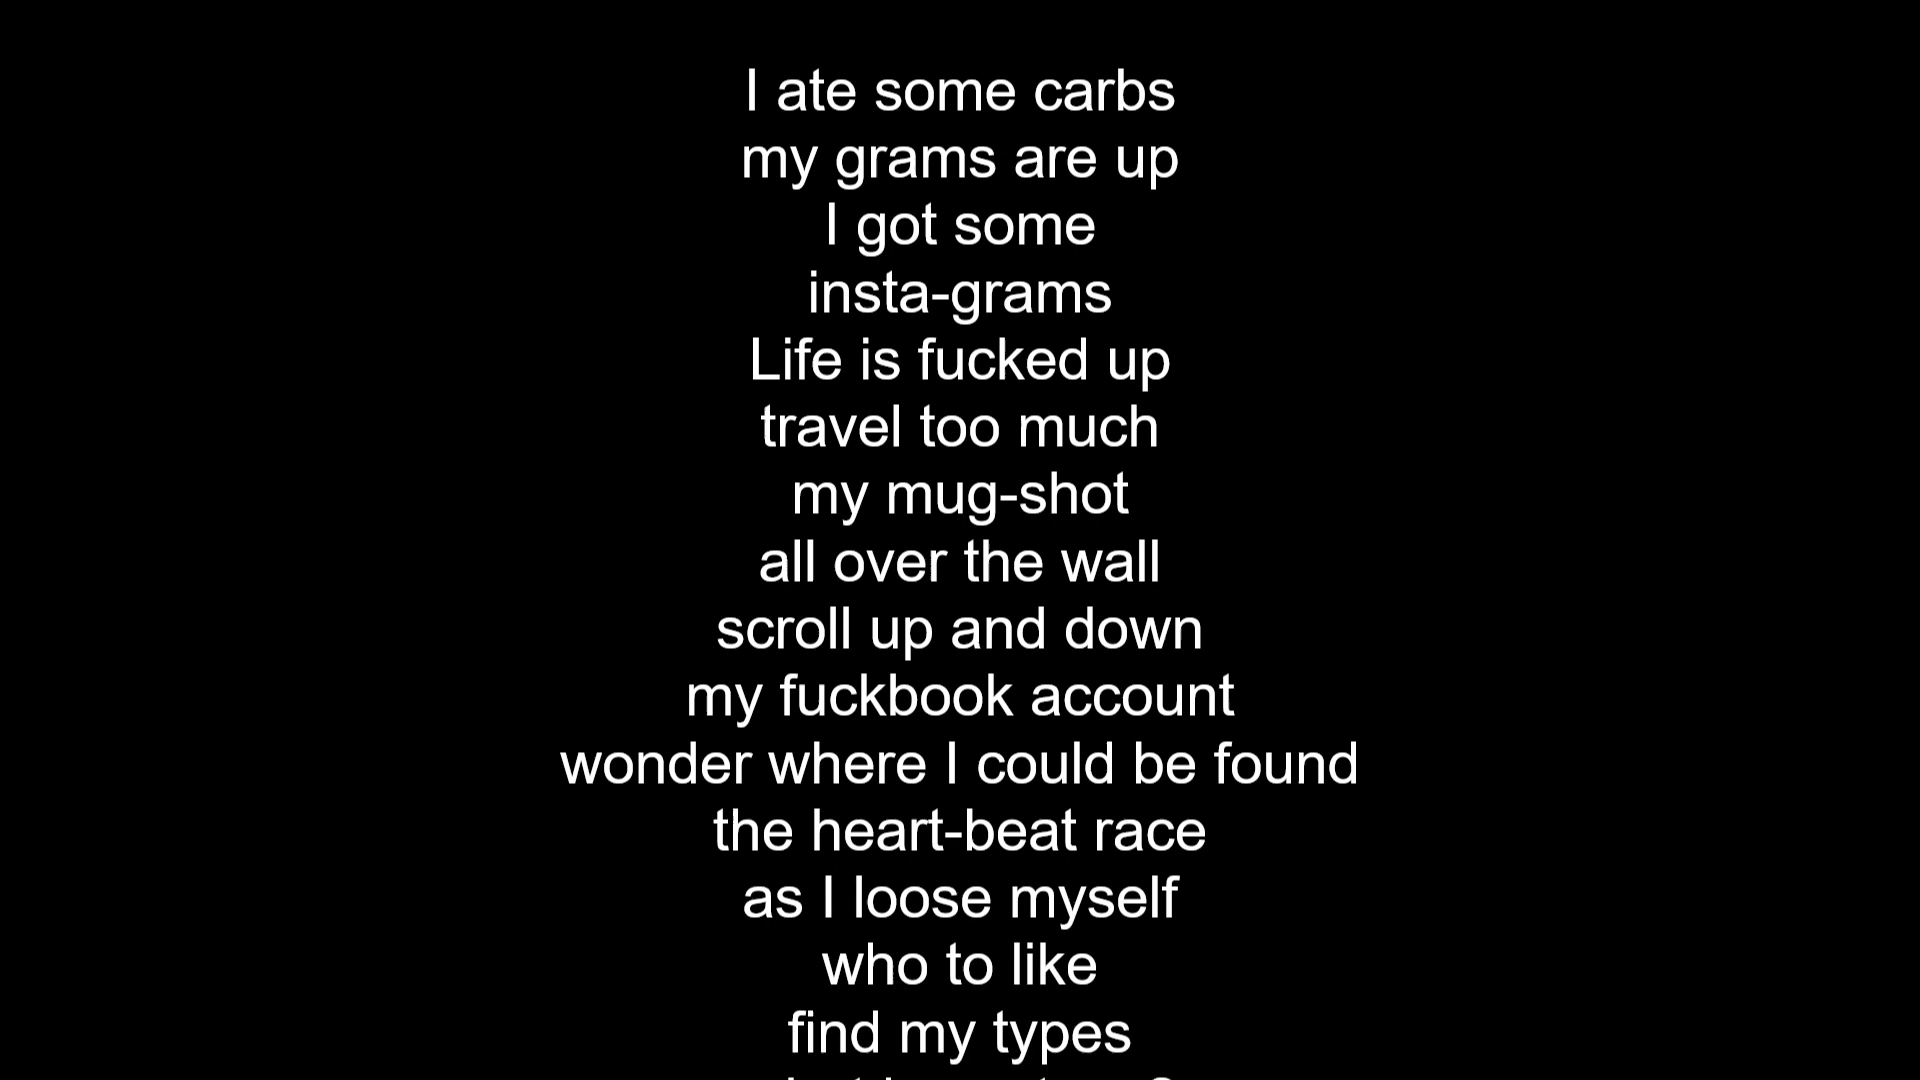 I ate some carbs
my grams are up
I got some
insta-grams
Life is fucked up
travel too much
my mug-shot
all over the wall
scroll up and down
my fuckbook account
wonder where I could be found
the heart-beat race
as I loose myself
who to like
find my types